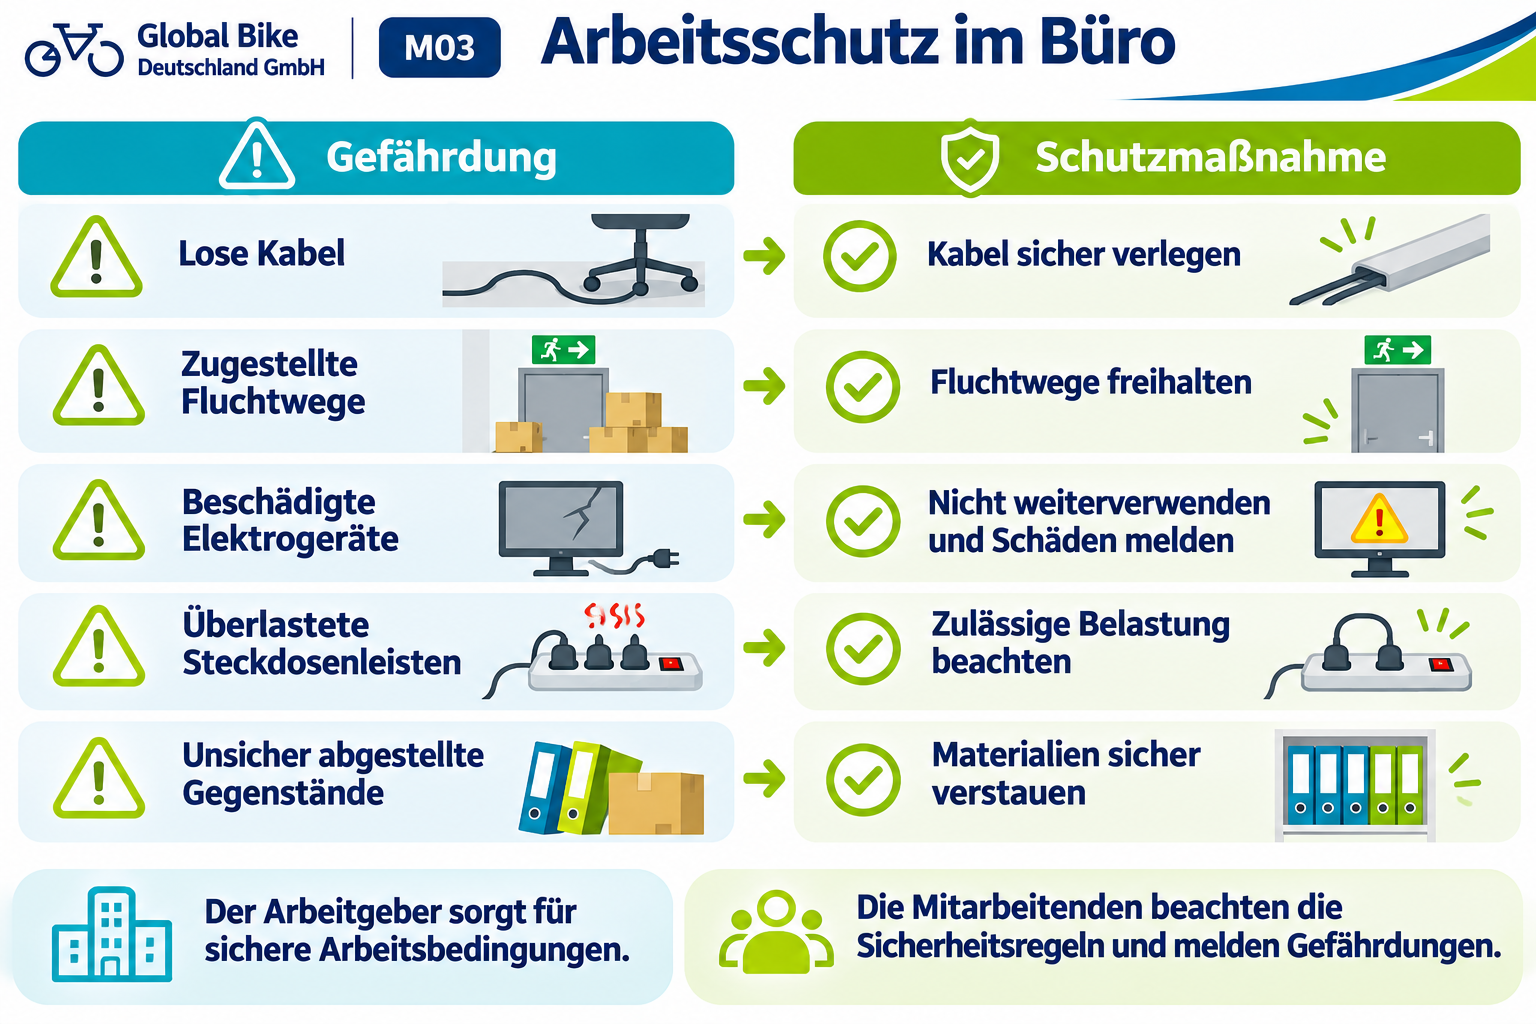 Global Bike
Deutschland GmbH
M03
Arbeitsschutz im Büro
Gefährdung
Schutzmaßnahme
Lose Kabel
Kabel sicher verlegen
Zugestellte
Fluchtwege
Fluchtwege freihalten
Beschädigte
Elektrogeräte
Nicht weiterverwenden
und Schäden melden
Überlastete
Steckdosenleisten
Zulässige Belastung
beachten
Unsicher abgestellte
Gegenstände
Materialien sicher
verstauen
Der Arbeitgeber sorgt für
sichere Arbeitsbedingungen.
Die Mitarbeitenden beachten die
Sicherheitsregeln und melden Gefährdungen.